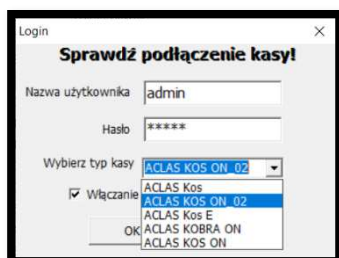 Login
Sprawdź podłączenie kasy!
Nazwa użytkownika admin
Hasło *****
Wybierz typ kasy ACLAS KOS ON_02
Włączanie
ACLAS Kos
ACLAS KOS ON_02
ACLAS Kos E
ACLAS KOBRA ON
ACLAS KOS ON
OK